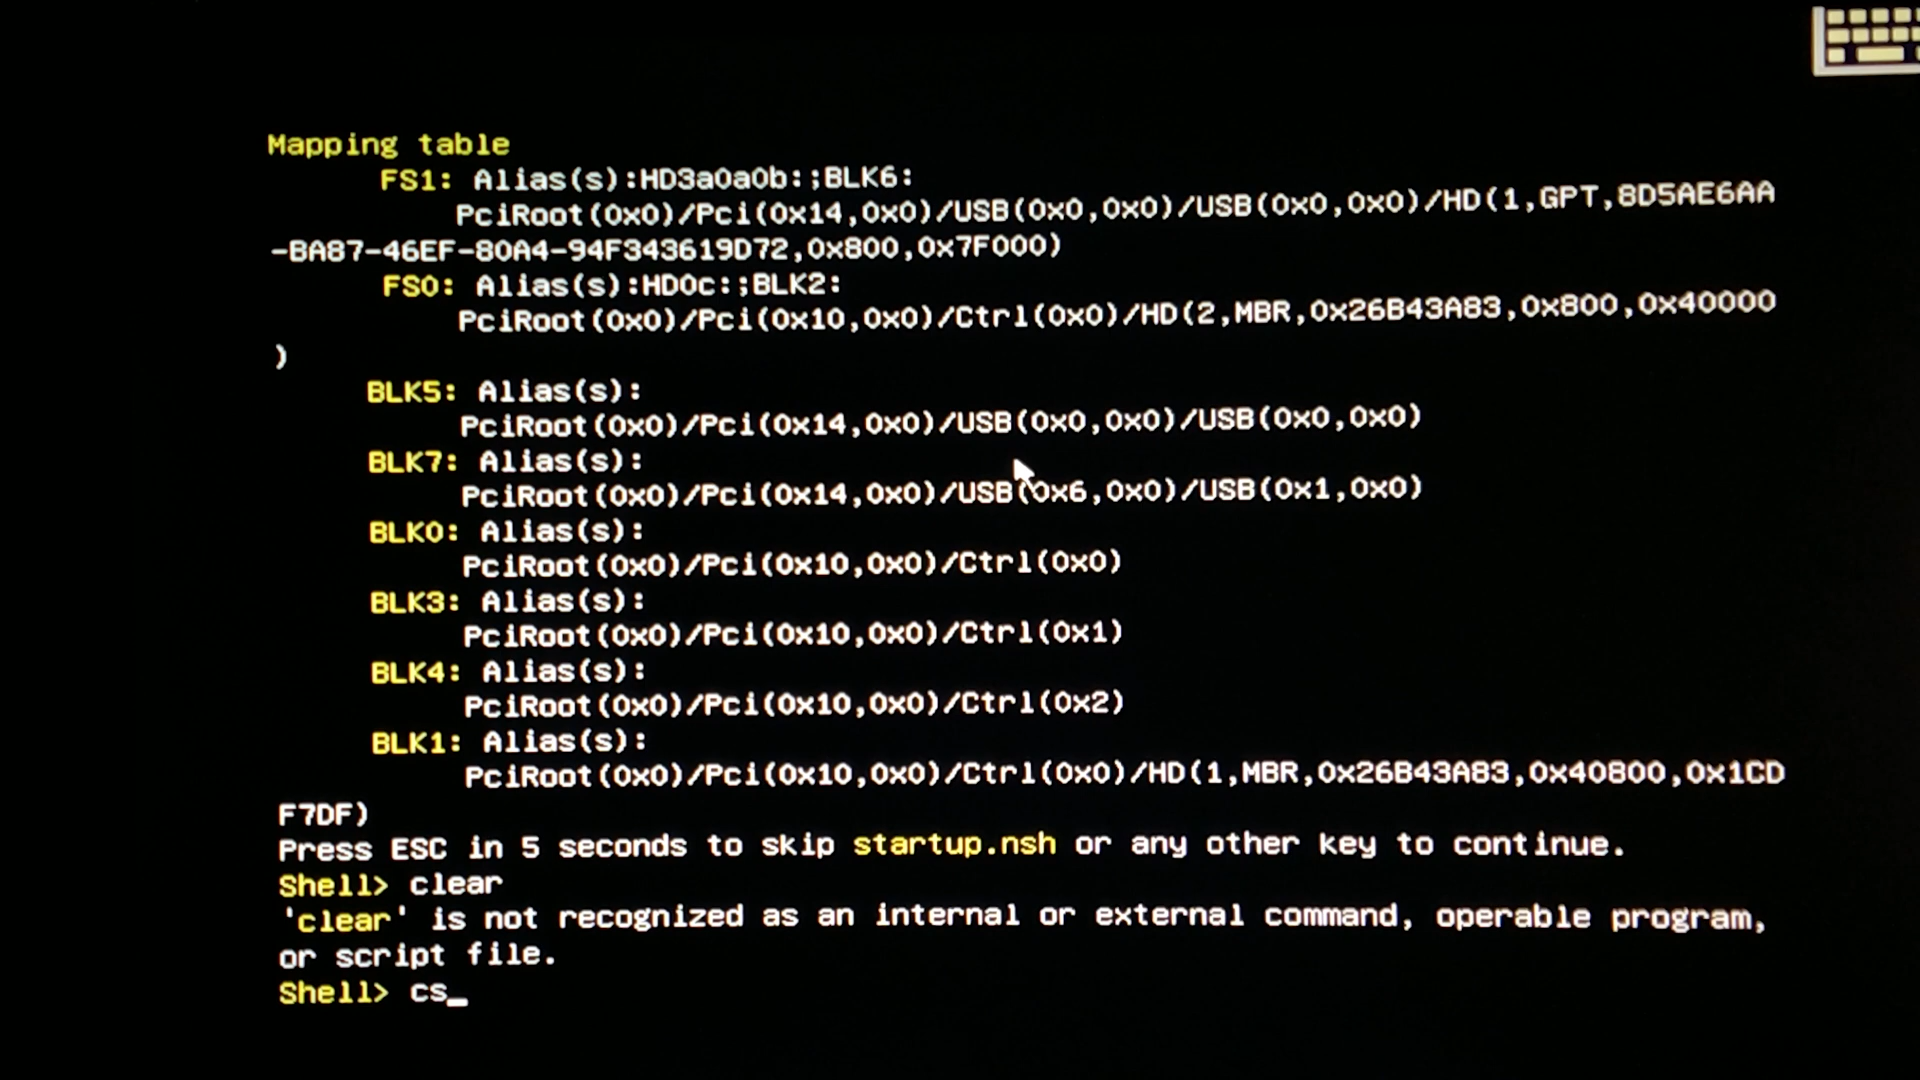 Mapping table
FS1: Alias(s):HD3a0a0b:;BLK6:
PciRoot(0x0)/Pci(0x14,0x0)/USB(0x0,0x0)/USB(0x0,0x0)/HD(1,GPT,8D5AE6AA
-BA87-46EF-80A4-94F343619D72,0x800,0x7F000)
FS0: Alias(s):HD0c:;BLK2:
PciRoot(0x0)/Pci(0x10,0x0)/Ctrl(0x0)/HD(2,MBR,0x26B43A83,0x800,0x40000
)
BLK5: Alias(s):
PciRoot(0x0)/Pci(0x14,0x0)/USB(0x0,0x0)/USB(0x0,0x0)
BLK7: Alias(s):
PciRoot(0x0)/Pci(0x14,0x0)/USB(0x6,0x0)/USB(0x1,0x0)
BLK0: Alias(s):
PciRoot(0x0)/Pci(0x10,0x0)/Ctrl(0x0)
BLK3: Alias(s):
PciRoot(0x0)/Pci(0x10,0x0)/Ctrl(0x1)
BLK4: Alias(s):
PciRoot(0x0)/Pci(0x10,0x0)/Ctrl(0x2)
BLK1: Alias(s):
PciRoot(0x0)/Pci(0x10,0x0)/Ctrl(0x0)/HD(1,MBR,0x26B43A83,0x40800,0x1CD
F7DF)
Press ESC in 5 seconds to skip startup.nsh or any other key to continue.
Shell> clear
'clear' is not recognized as an internal or external command, operable program,
or script file.
Shell> cs_